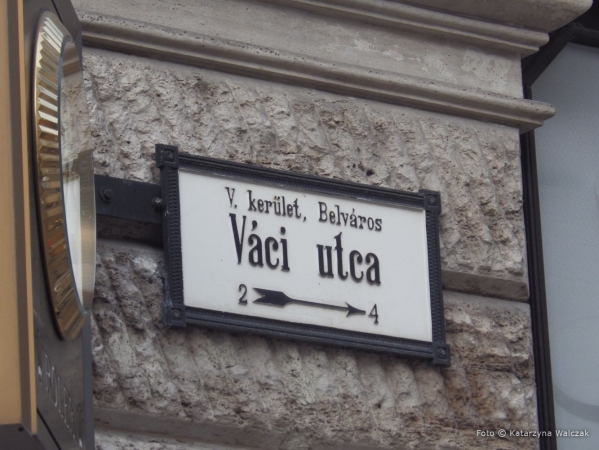 V. kerület, Belváros
Váci utca
2 4
Foto © Katarzyna Walczak